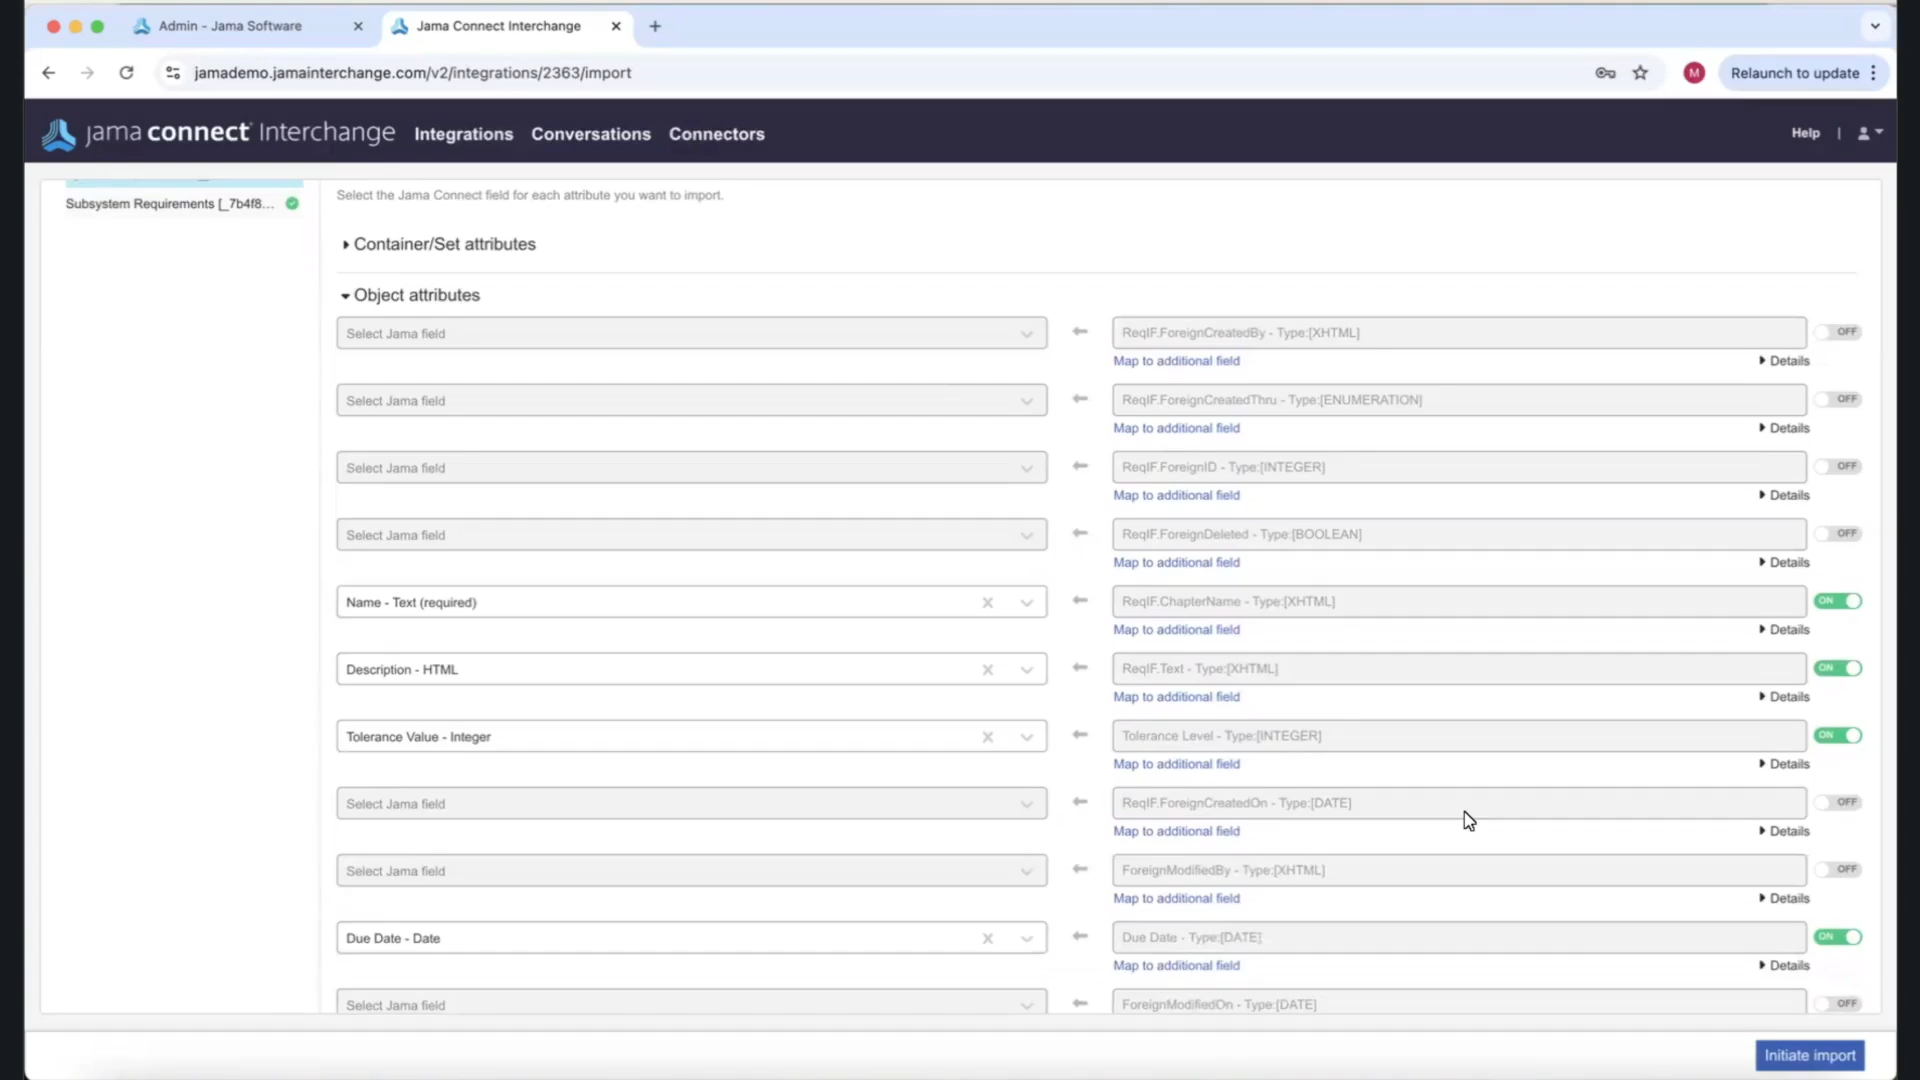 Admin - Jama Software
Jama Connect Interchange
jamademo.jamainterchange.com/v2/integrations/2363/import
M
Relaunch to update
jama connect Interchange
Integrations
Conversations
Connectors
Help
Subsystem Requirements [_7b4f8...
Select the Jama Connect field for each attribute you want to import.
Container/Set attributes
Object attributes
Select Jama field
ReqIF.ForeignCreatedBy - Type:[XHTML]
OFF
Map to additional field
Details
Select Jama field
ReqIF.ForeignCreatedThru - Type:[ENUMERATION]
OFF
Map to additional field
Details
Select Jama field
ReqIF.ForeignID - Type:[INTEGER]
OFF
Map to additional field
Details
Select Jama field
ReqIF.ForeignDeleted - Type:[BOOLEAN]
OFF
Map to additional field
Details
Name - Text (required)
ReqIF.ChapterName - Type:[XHTML]
ON
Map to additional field
Details
Description - HTML
ReqIF.Text - Type:[XHTML]
ON
Map to additional field
Details
Tolerance Value - Integer
Tolerance Level - Type:[INTEGER]
ON
Map to additional field
Details
Select Jama field
ReqIF.ForeignCreatedOn - Type:[DATE]
OFF
Map to additional field
Details
Select Jama field
ForeignModifiedBy - Type:[XHTML]
OFF
Map to additional field
Details
Due Date - Date
Due Date - Type:[DATE]
ON
Map to additional field
Details
Select Jama field
ForeignModifiedOn - Type:[DATE]
OFF
Initiate import